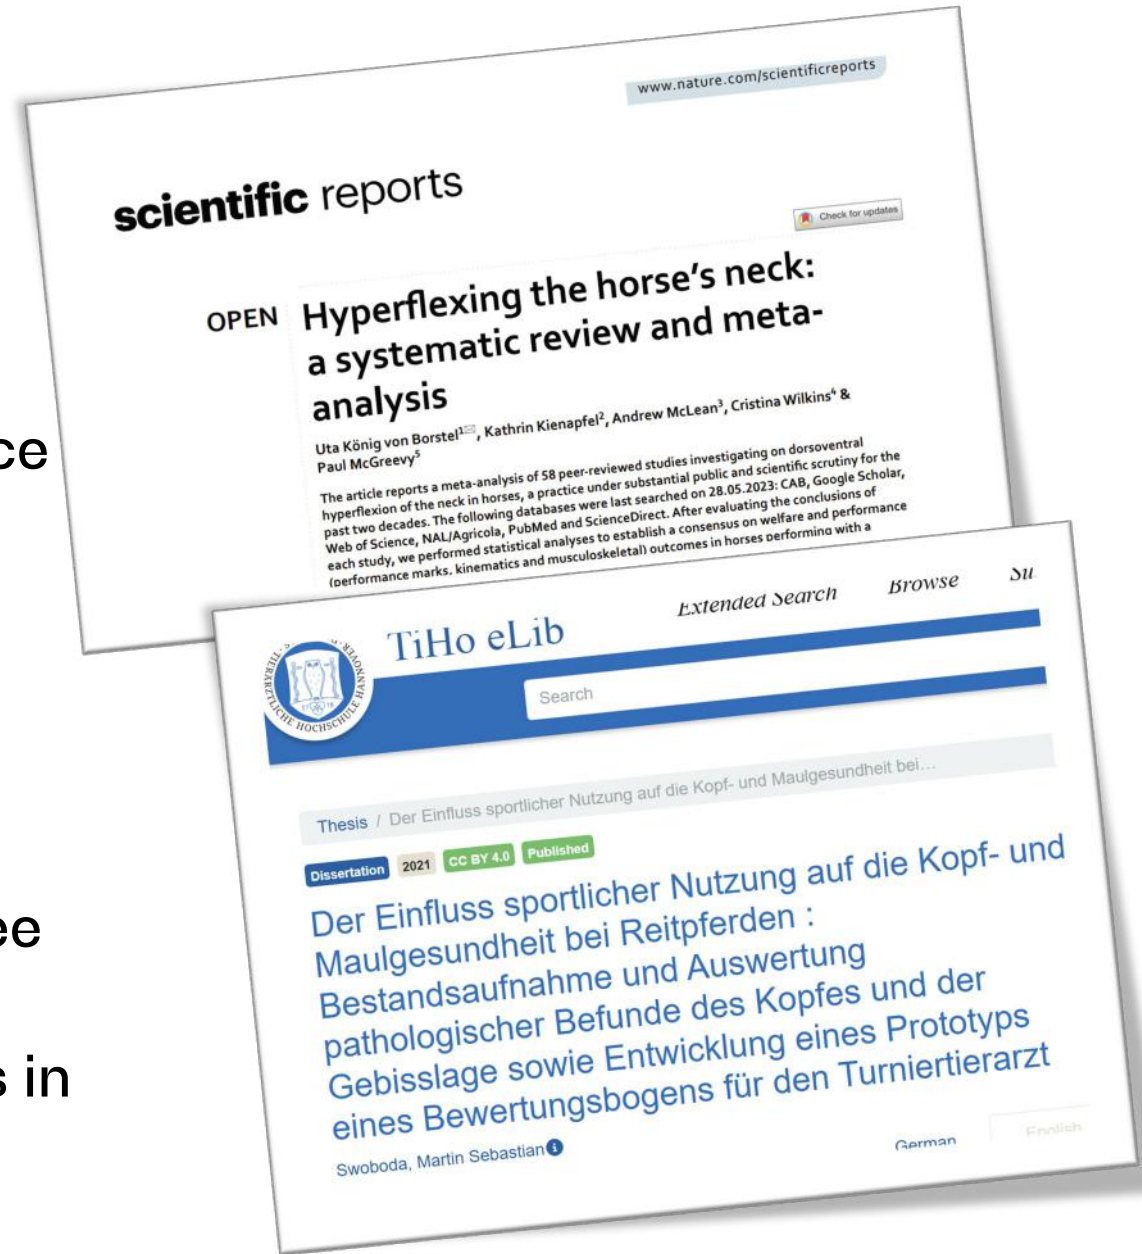 www.nature.com/scientificreports
scientific reports
Check for updates
OPEN
Hyperflexing the horse's neck:
a systematic review and meta-
analysis
Uta König von Borstel1✉, Kathrin Kienapfel2, Andrew McLean3, Cristina Wilkins4 &
Paul McGreevy5
The article reports a meta-analysis of 58 peer-reviewed studies investigating on dorsoventral
hyperflexion of the neck in horses, a practice under substantial public and scientific scrutiny for the
past two decades. The following databases were last searched on 28.05.2023: CAB, Google Scholar,
Web of Science, NAL/Agricola, PubMed and ScienceDirect. After evaluating the conclusions of
each study, we performed statistical analyses to establish a consensus on welfare and performance
(performance marks, kinematics and musculoskeletal) outcomes in horses performing with a
ce
ee
s in
TiHo eLib
Extended Search
Browse
Su
TIERÄRZTLICHE HOCHSCHULE HANNOVER
Search
Thesis / Der Einfluss sportlicher Nutzung auf die Kopf- und Maulgesundheit bei…
Dissertation 2021 CC BY 4.0 Published
Der Einfluss sportlicher Nutzung auf die Kopf- und
Maulgesundheit bei Reitpferden :
Bestandsaufnahme und Auswertung
pathologischer Befunde des Kopfes und der
Gebisslage sowie Entwicklung eines Prototyps
eines Bewertungsbogens für den Turniertierarzt
Swoboda, Martin Sebastian
German
English